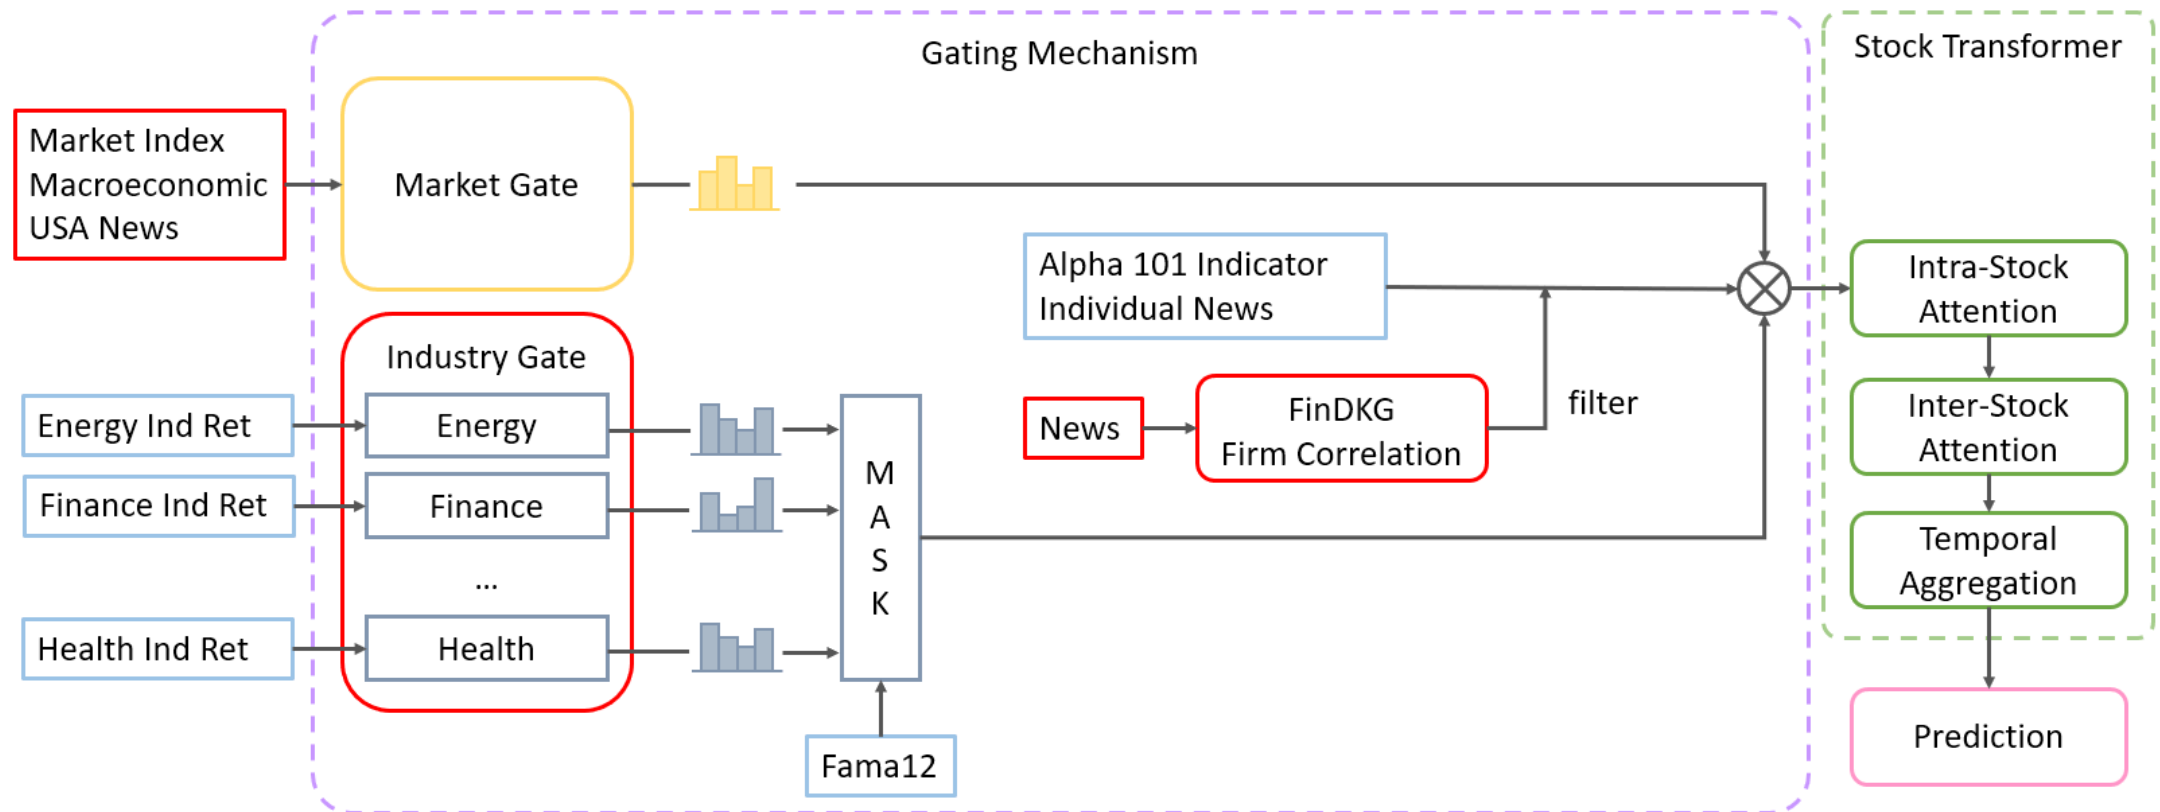 Gating Mechanism
Stock Transformer
Market Index
Macroeconomic
USA News
Market Gate
Alpha 101 Indicator
Individual News
Intra-Stock
Attention
Industry Gate
Energy Ind Ret
Energy
Finance Ind Ret
Finance
...
Health Ind Ret
Health
M
A
S
K
Fama12
News
FinDKG
Firm Correlation
filter
Inter-Stock
Attention
Temporal
Aggregation
Prediction